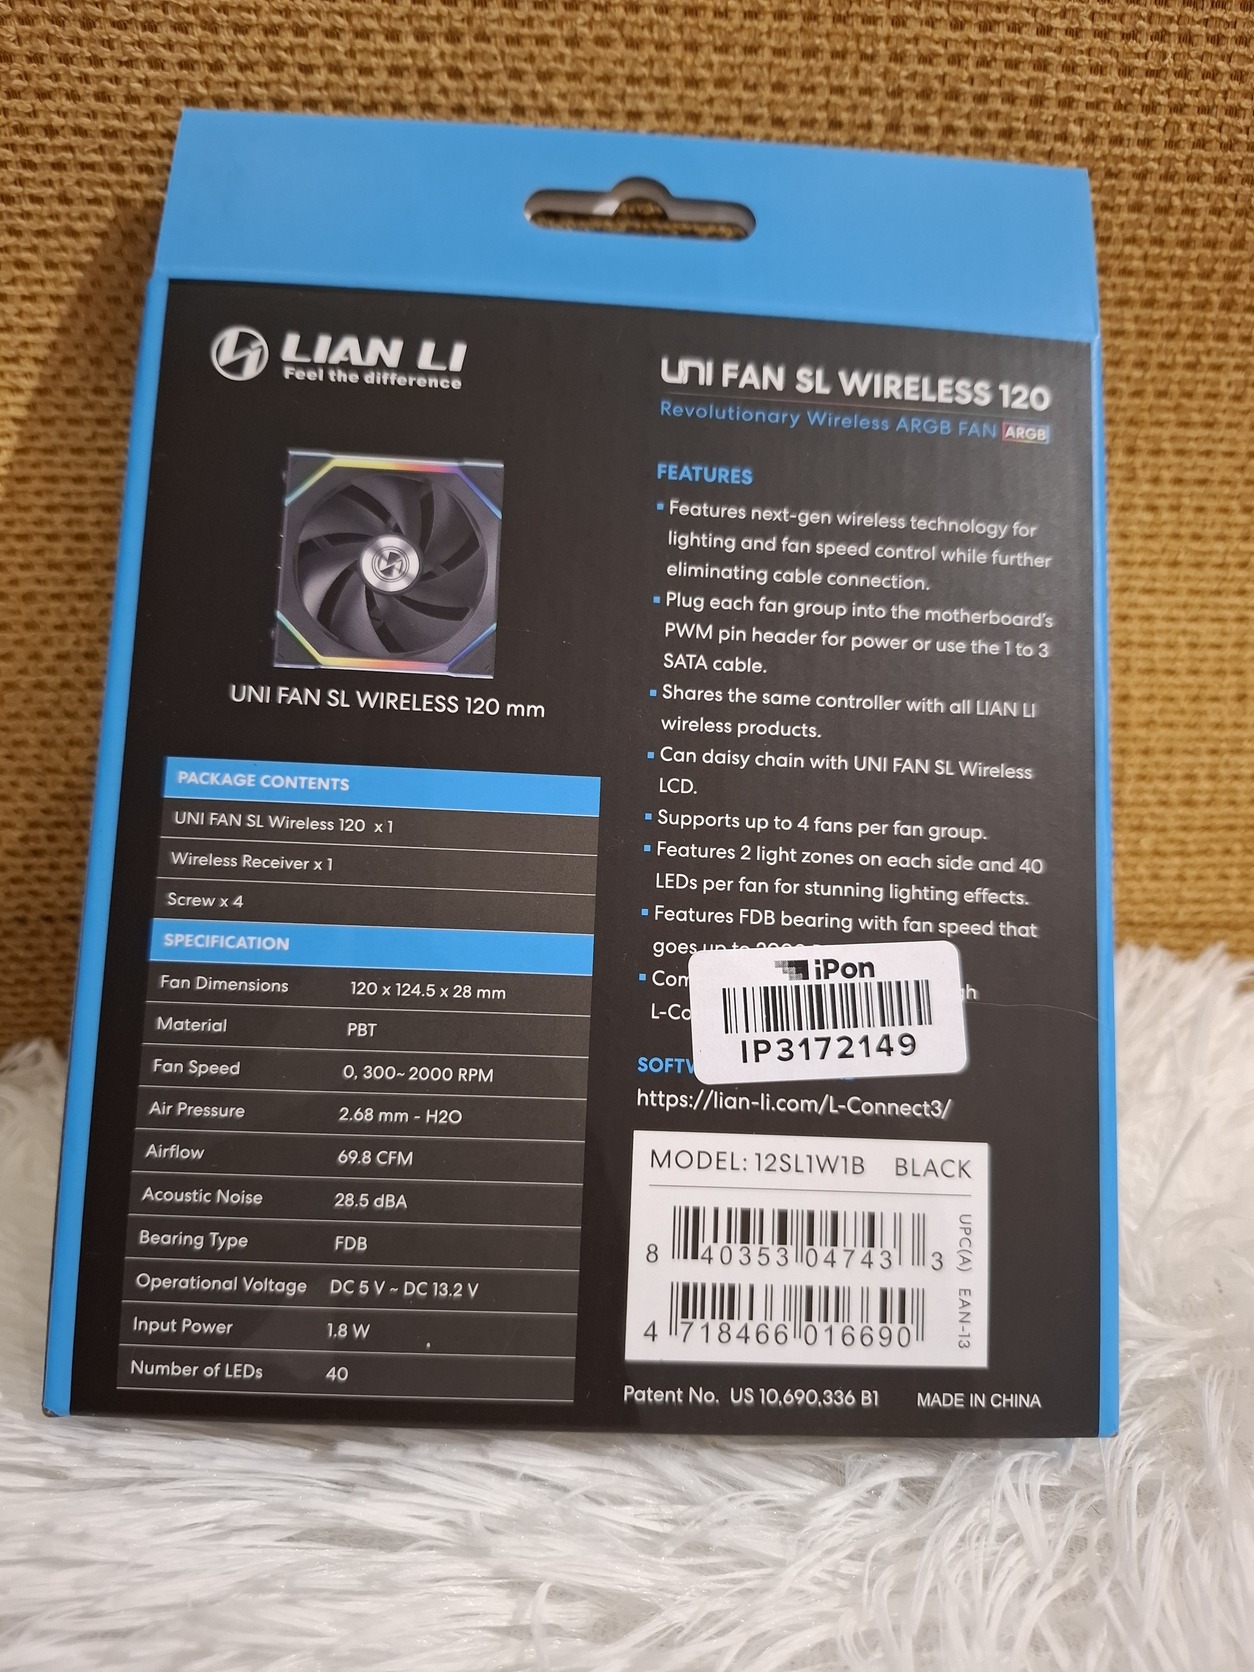 LIAN LI
Feel the difference
UNI FAN SL WIRELESS 120 mm
PACKAGE CONTENTS
UNI FAN SL Wireless 120 x 1
Wireless Receiver x 1
Screw x 4
SPECIFICATION
Fan Dimensions 120 x 124.5 x 28 mm
Material PBT
Fan Speed 0, 300~ 2000 RPM
Air Pressure 2.68 mm - H2O
Airflow 69.8 CFM
Acoustic Noise 28.5 dBA
Bearing Type FDB
Operational Voltage DC 5 V ~ DC 13.2 V
Input Power 1.8 W
Number of LEDs 40
UNI FAN SL WIRELESS 120
Revolutionary Wireless ARGB FAN ARGB
FEATURES
▪ Features next-gen wireless technology for
lighting and fan speed control while further
eliminating cable connection.
▪ Plug each fan group into the motherboard's
PWM pin header for power or use the 1 to 3
SATA cable.
▪ Shares the same controller with all LIAN LI
wireless products.
▪ Can daisy chain with UNI FAN SL Wireless
LCD.
▪ Supports up to 4 fans per fan group.
▪ Features 2 light zones on each side and 40
LEDs per fan for stunning lighting effects.
▪ Features FDB bearing with fan speed that
goes up to
iPon
IP3172149
https://lian-li.com/L-Connect3/
MODEL: 12SL1W1B BLACK
8 40353 04743 3
UPC(A)
4 718466 016690
EAN-13
Patent No. US 10,690,336 B1 MADE IN CHINA